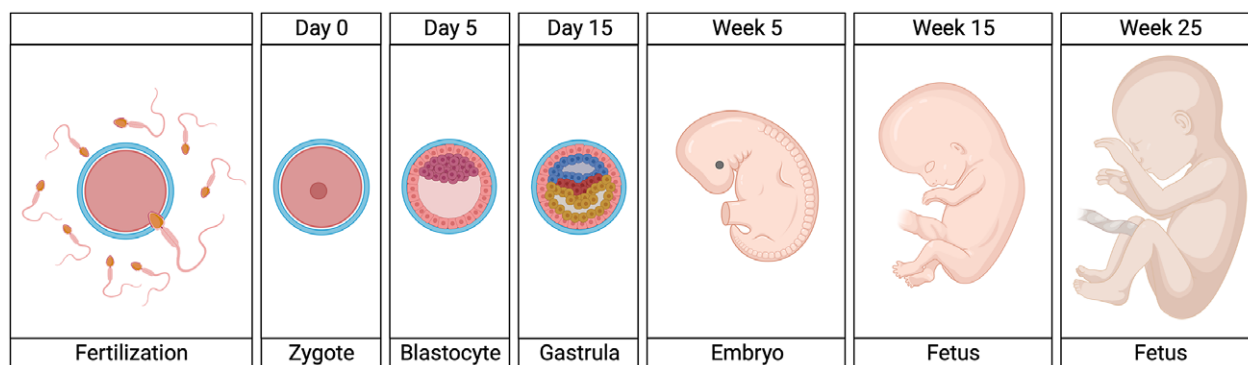 Day 0
Day 5
Day 15
Week 5
Week 15
Week 25
Fertilization
Zygote
Blastocyte
Gastrula
Embryo
Fetus
Fetus